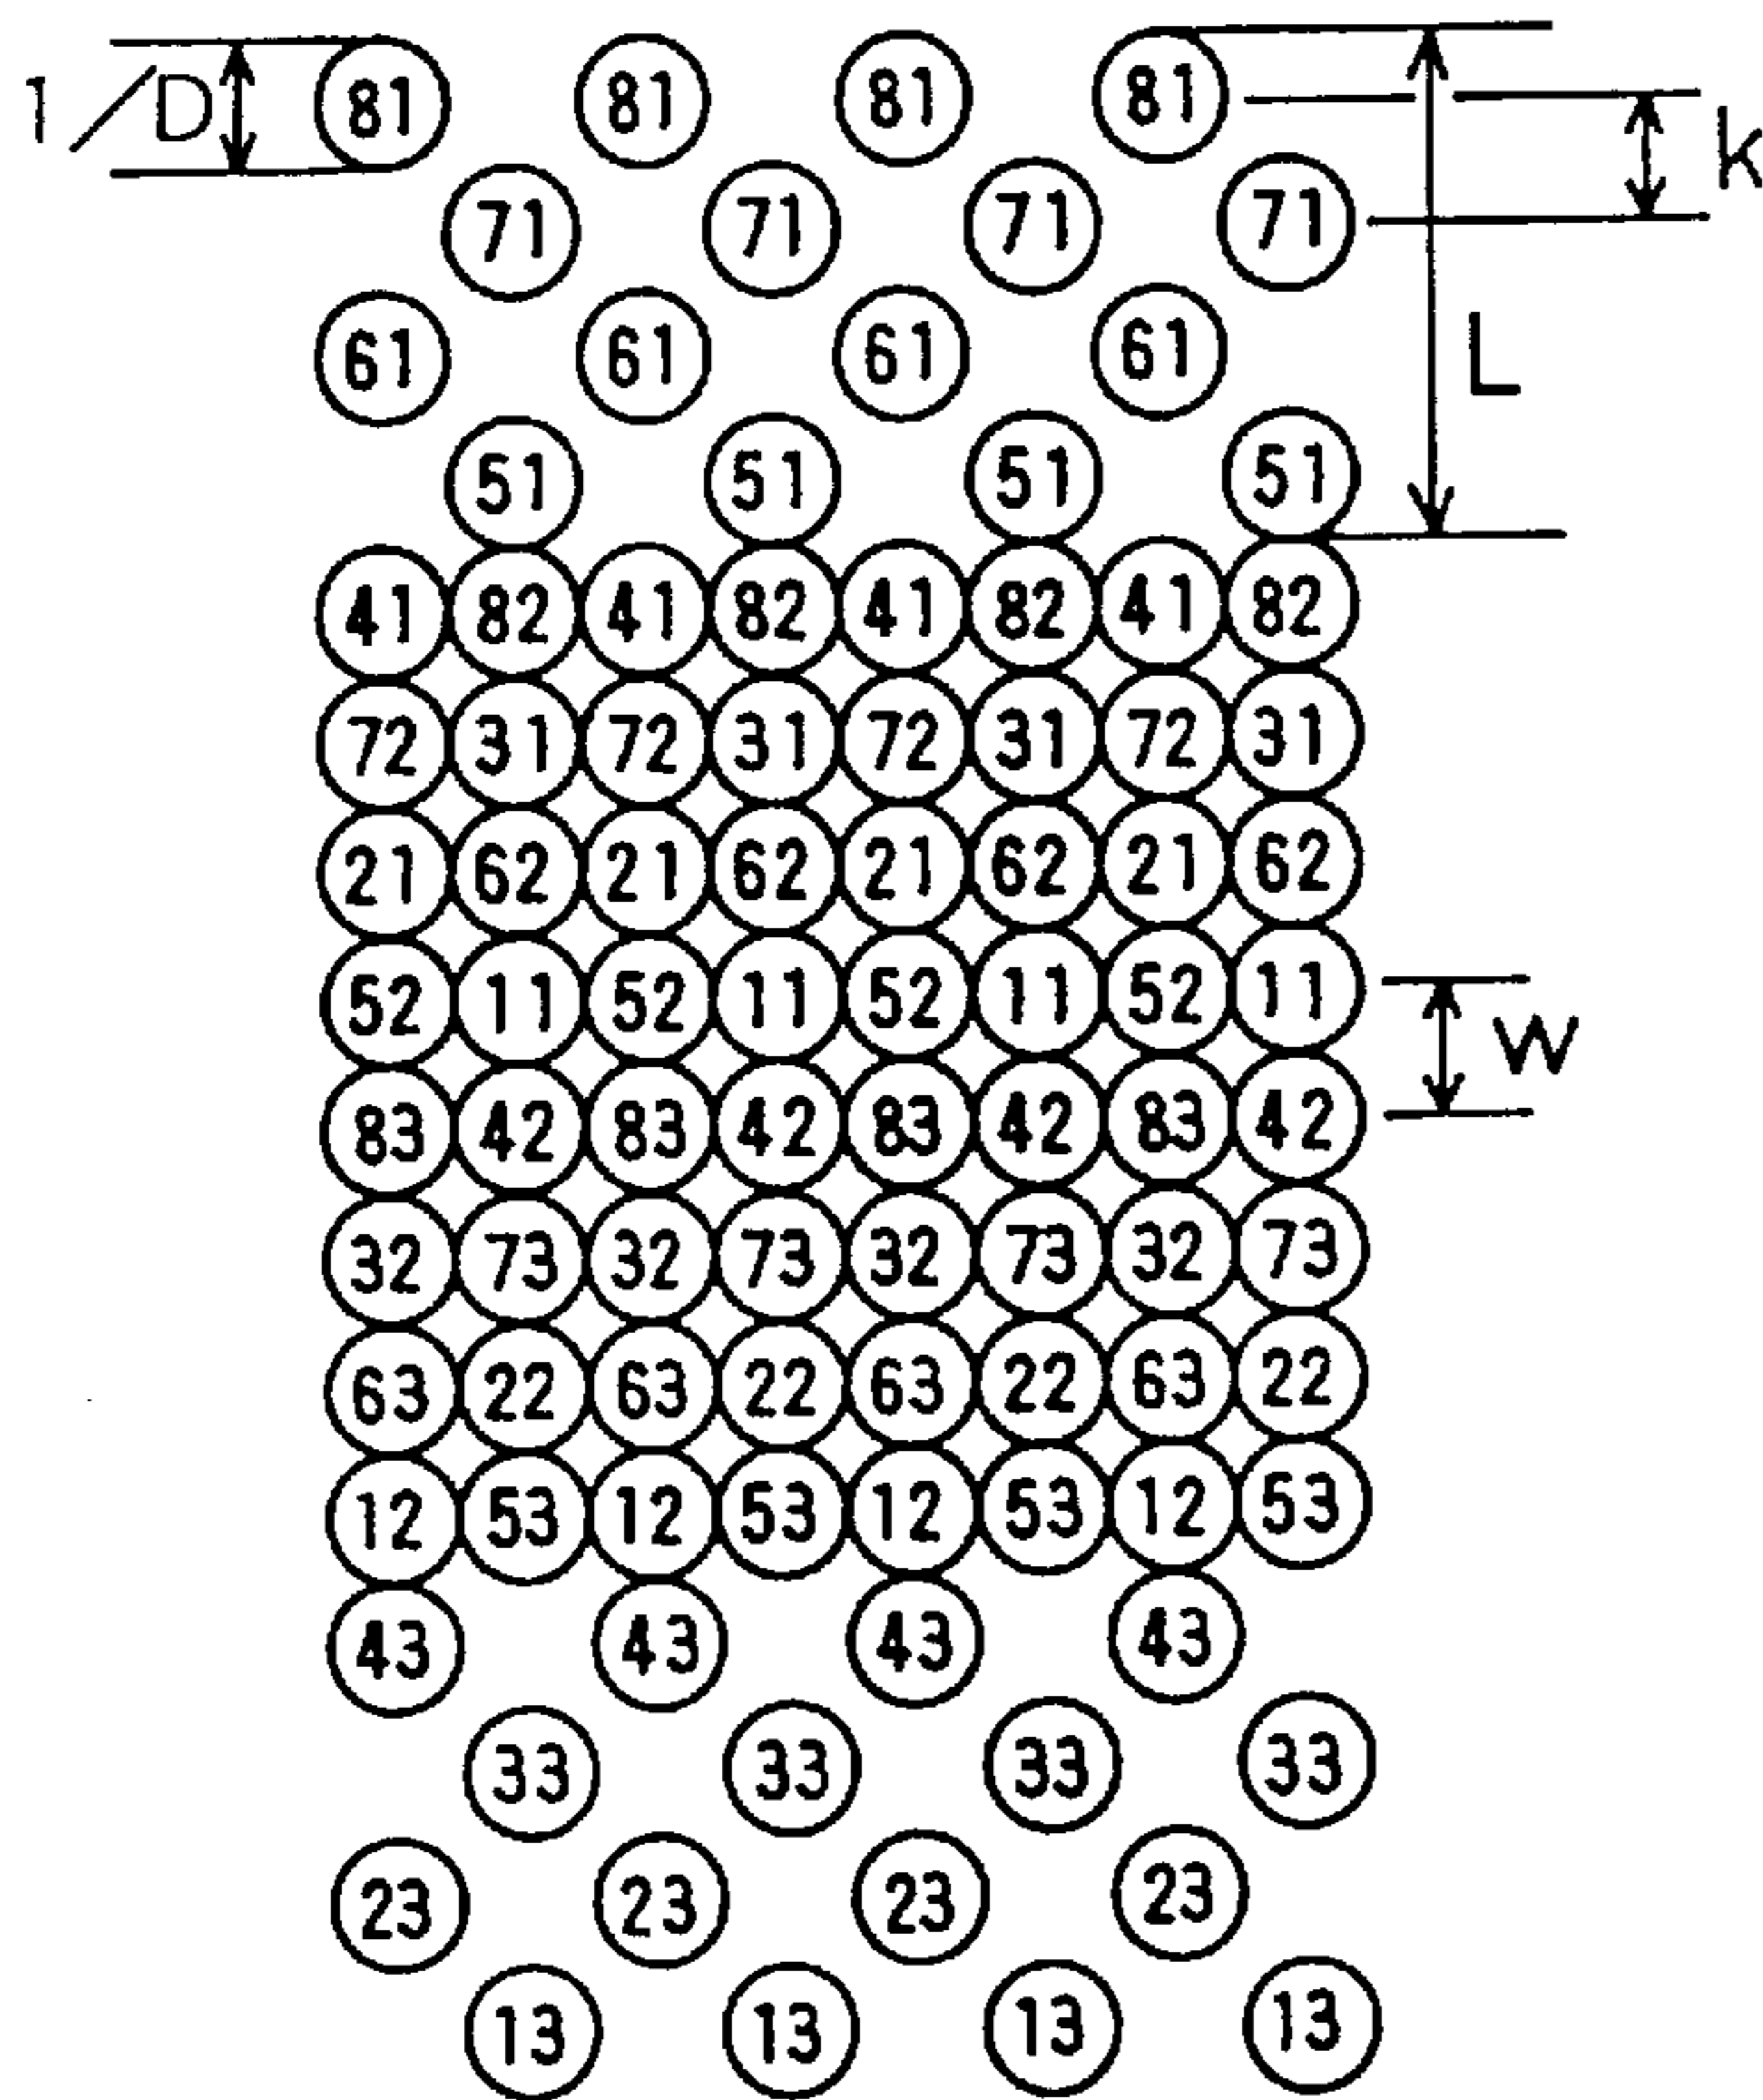 1/D 81 81 81 81
k
71 71 71 71
61 61 61 61 L
51 51 51 51
41 82 41 82 41 82 41 82
72 31 72 31 72 31 72 31
21 62 21 62 21 62 21 62
52 11 52 11 52 11 52 11
W
83 42 83 42 83 42 83 42
32 73 32 73 32 73 32 73
63 22 63 22 63 22 63 22
12 53 12 53 12 53 12 53
43 43 43 43
33 33 33 33
23 23 23 23
13 13 13 13